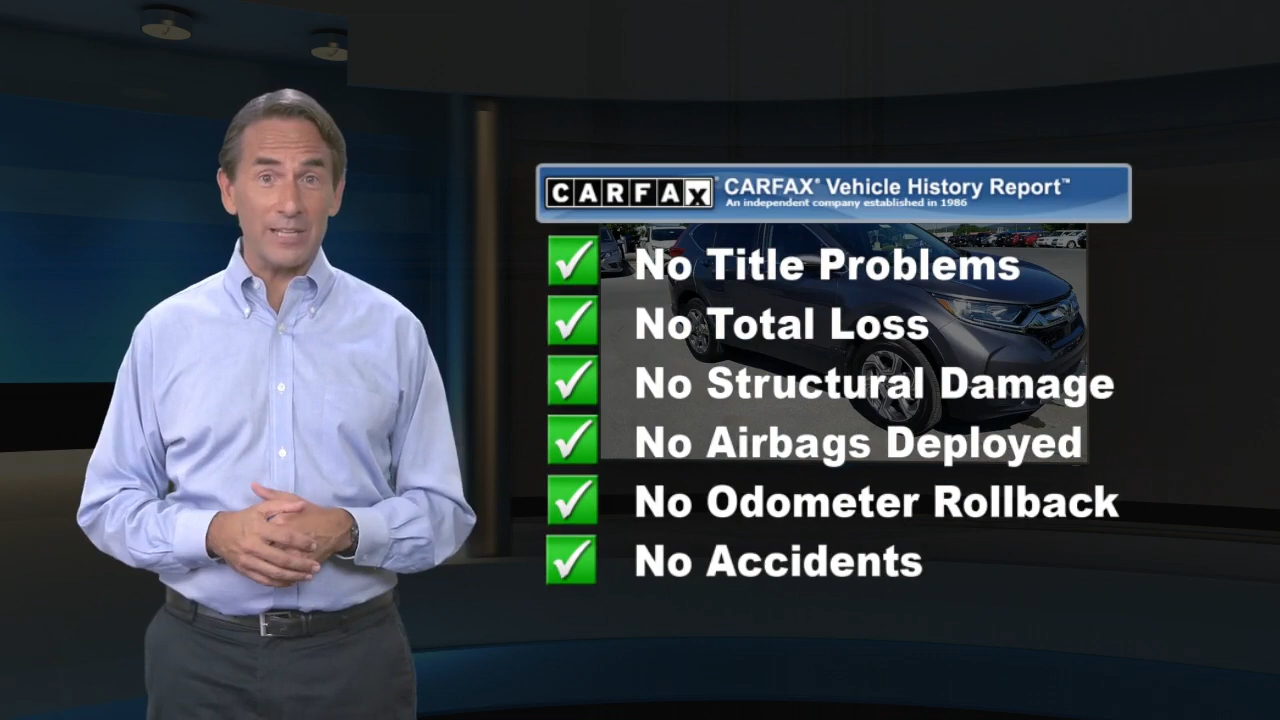 CARFAX® CARFAX® Vehicle History Report™
An independent company established in 1986
No Title Problems
No Total Loss
No Structural Damage
No Airbags Deployed
No Odometer Rollback
No Accidents